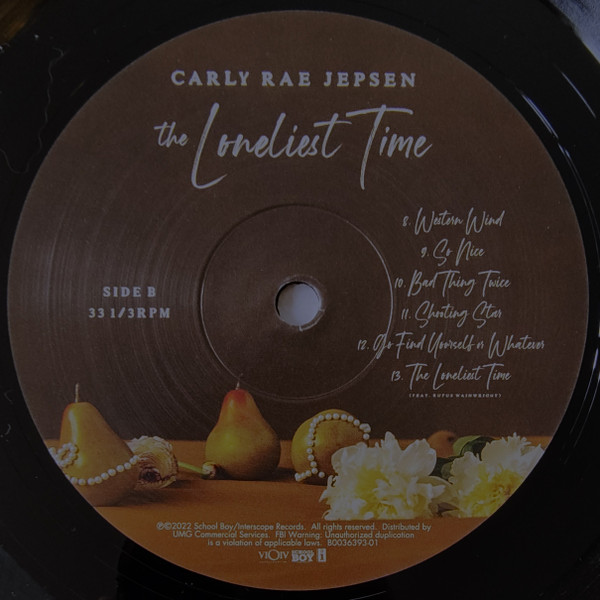 CARLY RAE JEPSEN
the Loneliest Time
8. Western Wind
9. So Nice
10. Bad Thing Twice
11. Shooting Star
12. Go Find Yourself or Whatever
13. The Loneliest Time
(FEAT. RUFUS WAINWRIGHT)
SIDE B
33 1/3RPM
℗©2022 School Boy/Interscope Records. All rights reserved. Distributed by
UMG Commercial Services. FBI Warning: Unauthorized duplication
is a violation of applicable laws. B0036393-01
SCHOOL BOY i